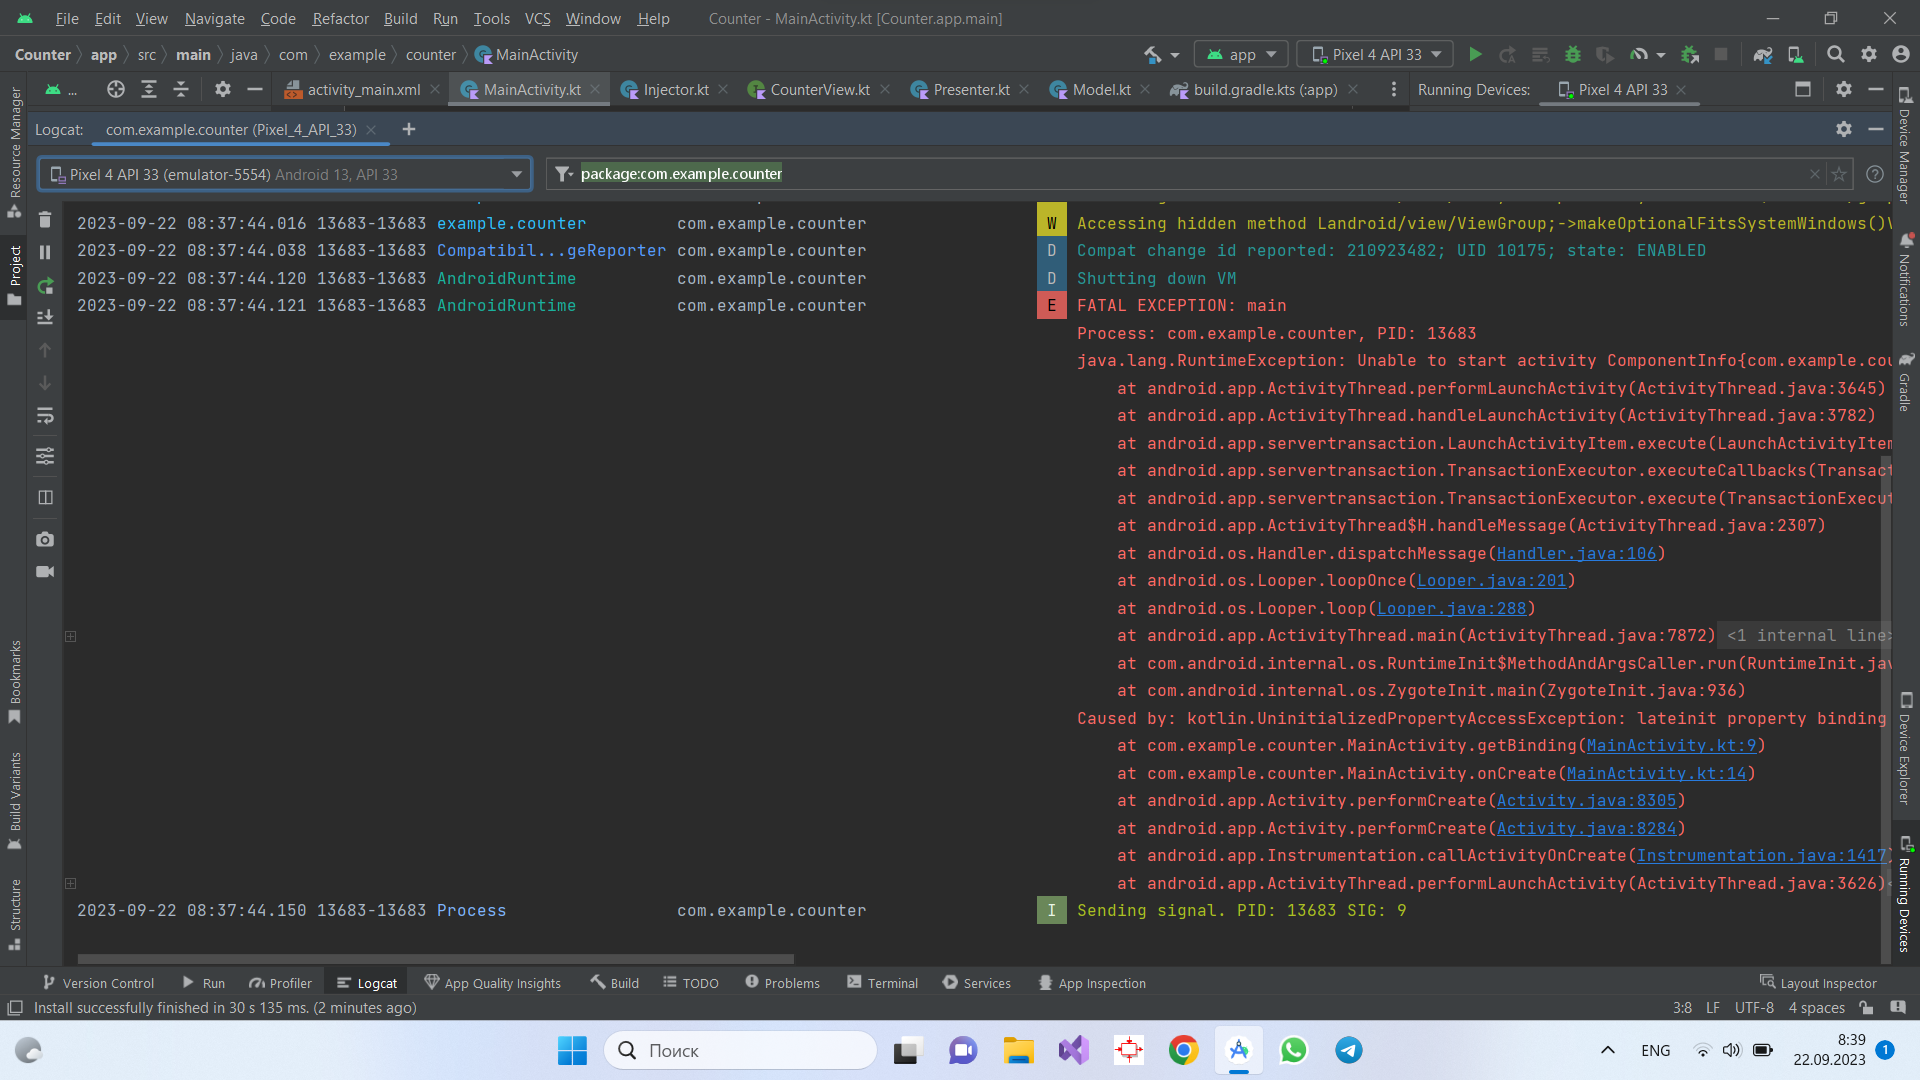 File Edit View Navigate Code Refactor Build Run Tools VCS Window Help Counter - MainActivity.kt [Counter.app.main]
Counter app src main java com example counter MainActivity app Pixel 4 API 33
... activity_main.xml MainActivity.kt Injector.kt CounterView.kt Presenter.kt Model.kt build.gradle.kts (:app) Running Devices: Pixel 4 API 33
Logcat: com.example.counter (Pixel_4_API_33)
Pixel 4 API 33 (emulator-5554) Android 13, API 33 package:com.example.counter
2023-09-22 08:37:44.016 13683-13683 example.counter com.example.counter W Accessing hidden method Landroid/view/ViewGroup;->makeOptionalFitsSystemWindows()V
2023-09-22 08:37:44.038 13683-13683 Compatibil...geReporter com.example.counter D Compat change id reported: 210923482; UID 10175; state: ENABLED
2023-09-22 08:37:44.120 13683-13683 AndroidRuntime com.example.counter D Shutting down VM
2023-09-22 08:37:44.121 13683-13683 AndroidRuntime com.example.counter E FATAL EXCEPTION: main
Process: com.example.counter, PID: 13683
java.lang.RuntimeException: Unable to start activity ComponentInfo{com.example.cou
at android.app.ActivityThread.performLaunchActivity(ActivityThread.java:3645)
at android.app.ActivityThread.handleLaunchActivity(ActivityThread.java:3782)
at android.app.servertransaction.LaunchActivityItem.execute(LaunchActivityItem
at android.app.servertransaction.TransactionExecutor.executeCallbacks(Transact
at android.app.servertransaction.TransactionExecutor.execute(TransactionExecut
at android.app.ActivityThread$H.handleMessage(ActivityThread.java:2307)
at android.os.Handler.dispatchMessage(Handler.java:106)
at android.os.Looper.loopOnce(Looper.java:201)
at android.os.Looper.loop(Looper.java:288)
at android.app.ActivityThread.main(ActivityThread.java:7872) <1 internal line>
at com.android.internal.os.RuntimeInit$MethodAndArgsCaller.run(RuntimeInit.jav
at com.android.internal.os.ZygoteInit.main(ZygoteInit.java:936)
Caused by: kotlin.UninitializedPropertyAccessException: lateinit property binding
at com.example.counter.MainActivity.getBinding(MainActivity.kt:9)
at com.example.counter.MainActivity.onCreate(MainActivity.kt:14)
at android.app.Activity.performCreate(Activity.java:8305)
at android.app.Activity.performCreate(Activity.java:8284)
at android.app.Instrumentation.callActivityOnCreate(Instrumentation.java:1417)
at android.app.ActivityThread.performLaunchActivity(ActivityThread.java:3626)
2023-09-22 08:37:44.150 13683-13683 Process com.example.counter I Sending signal. PID: 13683 SIG: 9
Resource Manager
Project
Bookmarks
Build Variants
Structure
Device Manager
Notifications
Gradle
Device Explorer
Running Devices
Version Control Run Profiler Logcat App Quality Insights Build TODO Problems Terminal Services App Inspection Layout Inspector
Install successfully finished in 30 s 135 ms. (2 minutes ago) 3:8 LF UTF-8 4 spaces
Поиск ENG 8:39
22.09.2023 1